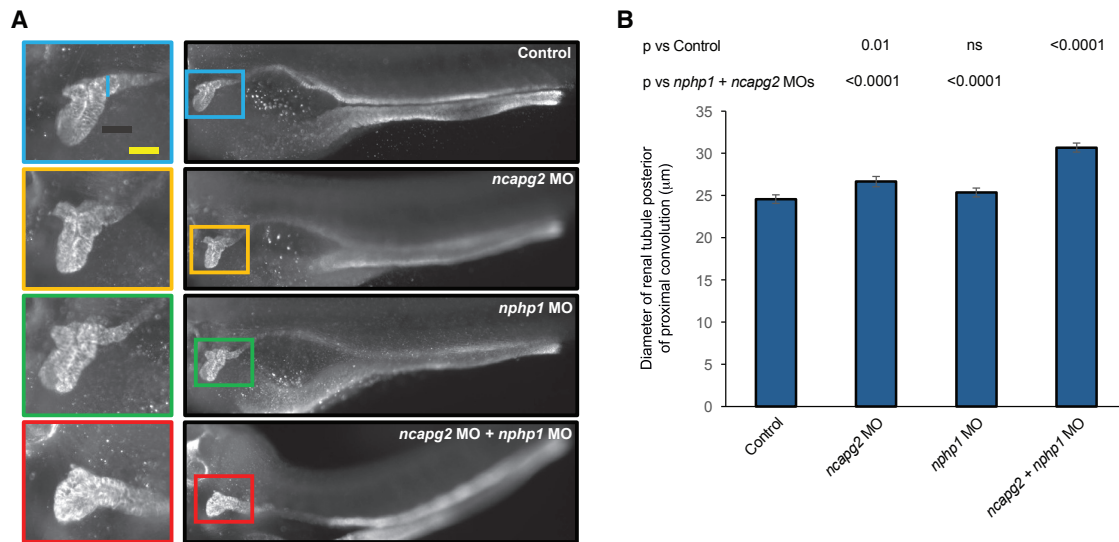 A
Control
ncapg2 MO
nphp1 MO
ncapg2 MO + nphp1 MO
B
p vs Control 0.01 ns <0.0001
p vs nphp1 + ncapg2 MOs <0.0001 <0.0001
Diameter of renal tubule posterior
of proximal convolution (μm)
35
30
25
20
15
10
5
0
Control
ncapg2 MO
nphp1 MO
ncapg2 + nphp1 MO